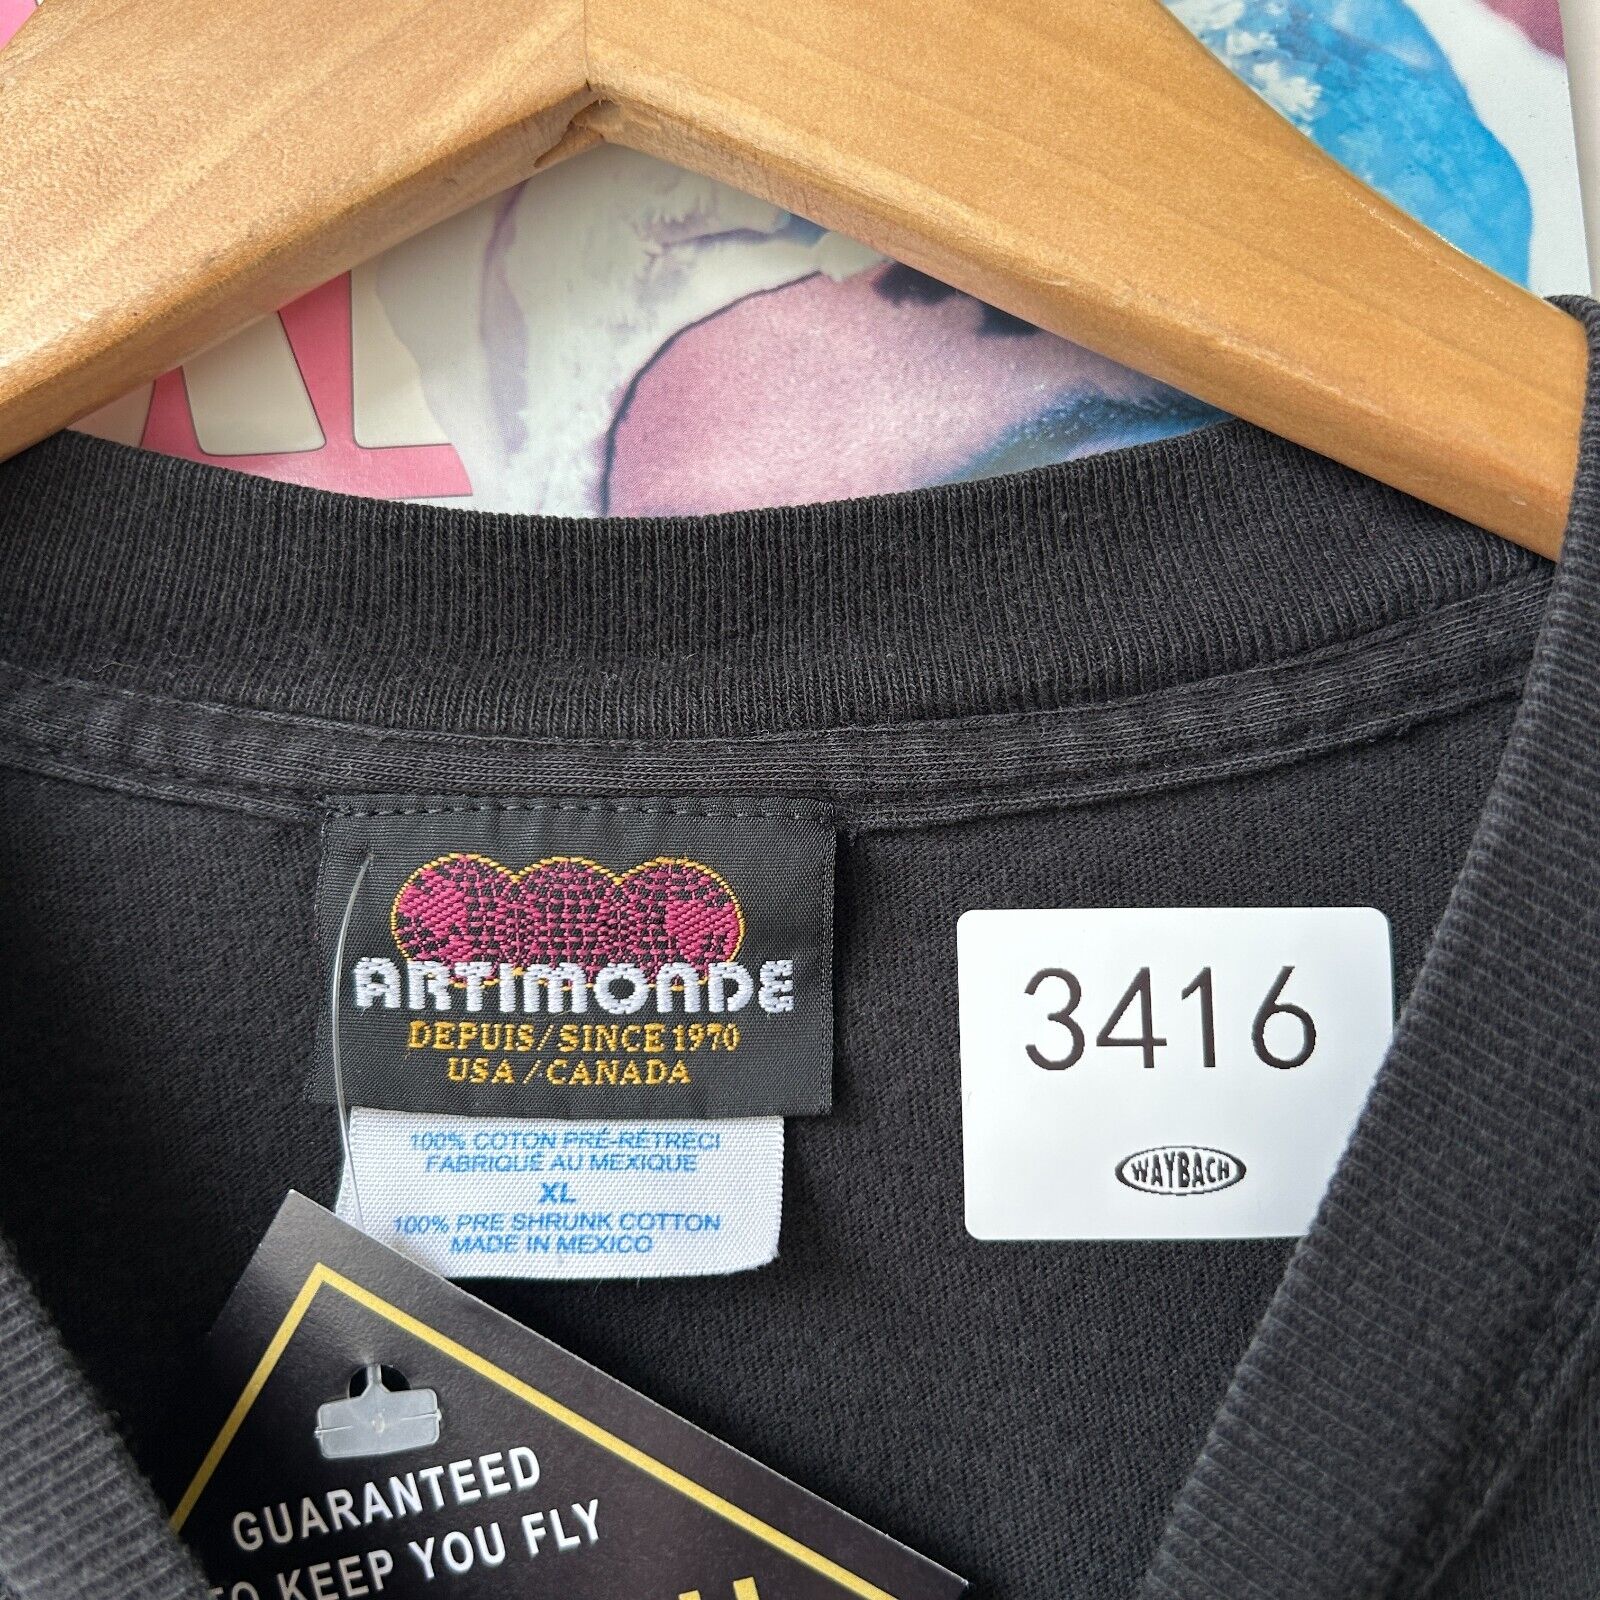 ARTIMONDE
DEPUIS/SINCE 1970
USA/CANADA
100% COTON PRÉ-RÉTRECI
FABRIQUÉ AU MEXIQUE
XL
100% PRE SHRUNK COTTON
MADE IN MEXICO
3416
WAYBACH
GUARANTEED
TO KEEP YOU FLY